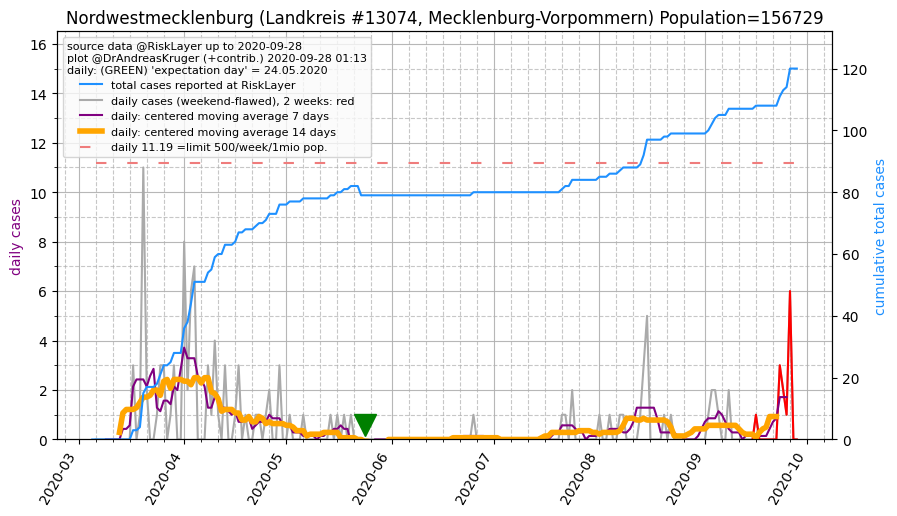 Nordwestmecklenburg (Landkreis #13074, Mecklenburg-Vorpommern) Population=156729
source data @RiskLayer up to 2020-09-28
plot @DrAndreasKruger (+contrib.) 2020-09-28 01:13
daily: (GREEN) 'expectation day' = 24.05.2020
total cases reported at RiskLayer
daily cases (weekend-flawed), 2 weeks: red
daily: centered moving average 7 days
daily: centered moving average 14 days
daily 11.19 =limit 500/week/1mio pop.
daily cases
16
14
12
10
8
6
4
2
0
cumulative total cases
120
100
80
60
40
20
0
2020-03
2020-04
2020-05
2020-06
2020-07
2020-08
2020-09
2020-10